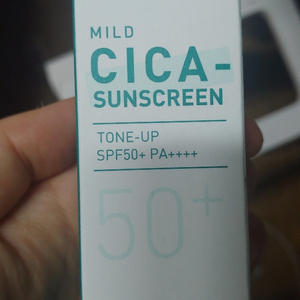 MILD
CICA-
SUNSCREEN
TONE-UP
SPF50+ PA++++
50+